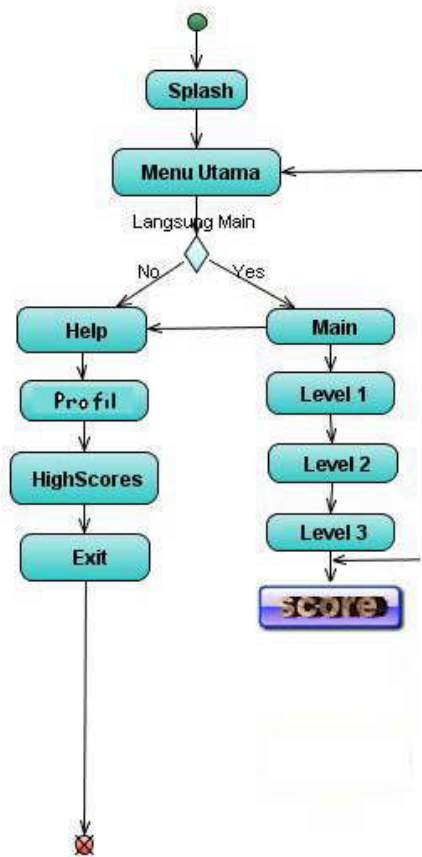 Splash
Menu Utama
Langsung Main
No
Yes
Help
Main
Profil
Level 1
HighScores
Level 2
Level 3
Exit
score